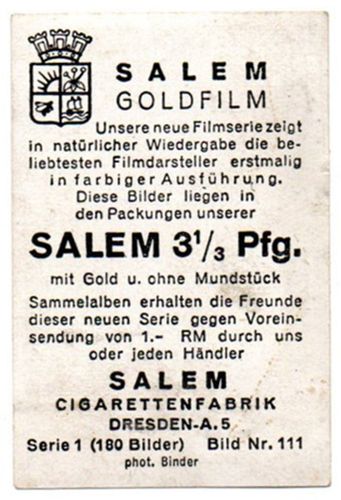 SALEM
GOLDFILM
Unsere neue Filmserie zeigt
in natürlicher Wiedergabe die be-
liebtesten Filmdarsteller erstmalig
in farbiger Ausführung.
Diese Bilder liegen in
den Packungen unserer
SALEM 3⅓ Pfg.
mit Gold u. ohne Mundstück
Sammelalben erhalten die Freunde
dieser neuen Serie gegen Vorein-
sendung von 1.– RM durch uns
oder jeden Händler
SALEM
CIGARETTENFABRIK
DRESDEN-A.5
Serie 1 (180 Bilder) Bild Nr. 111
phot. Binder